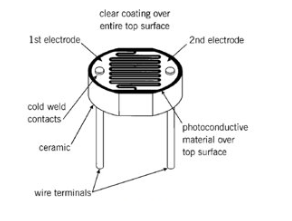 clear coating over
entire top surface
1st electrode
2nd electrode
cold weld
contacts
photoconductive
material over
top surface
ceramic
wire terminals